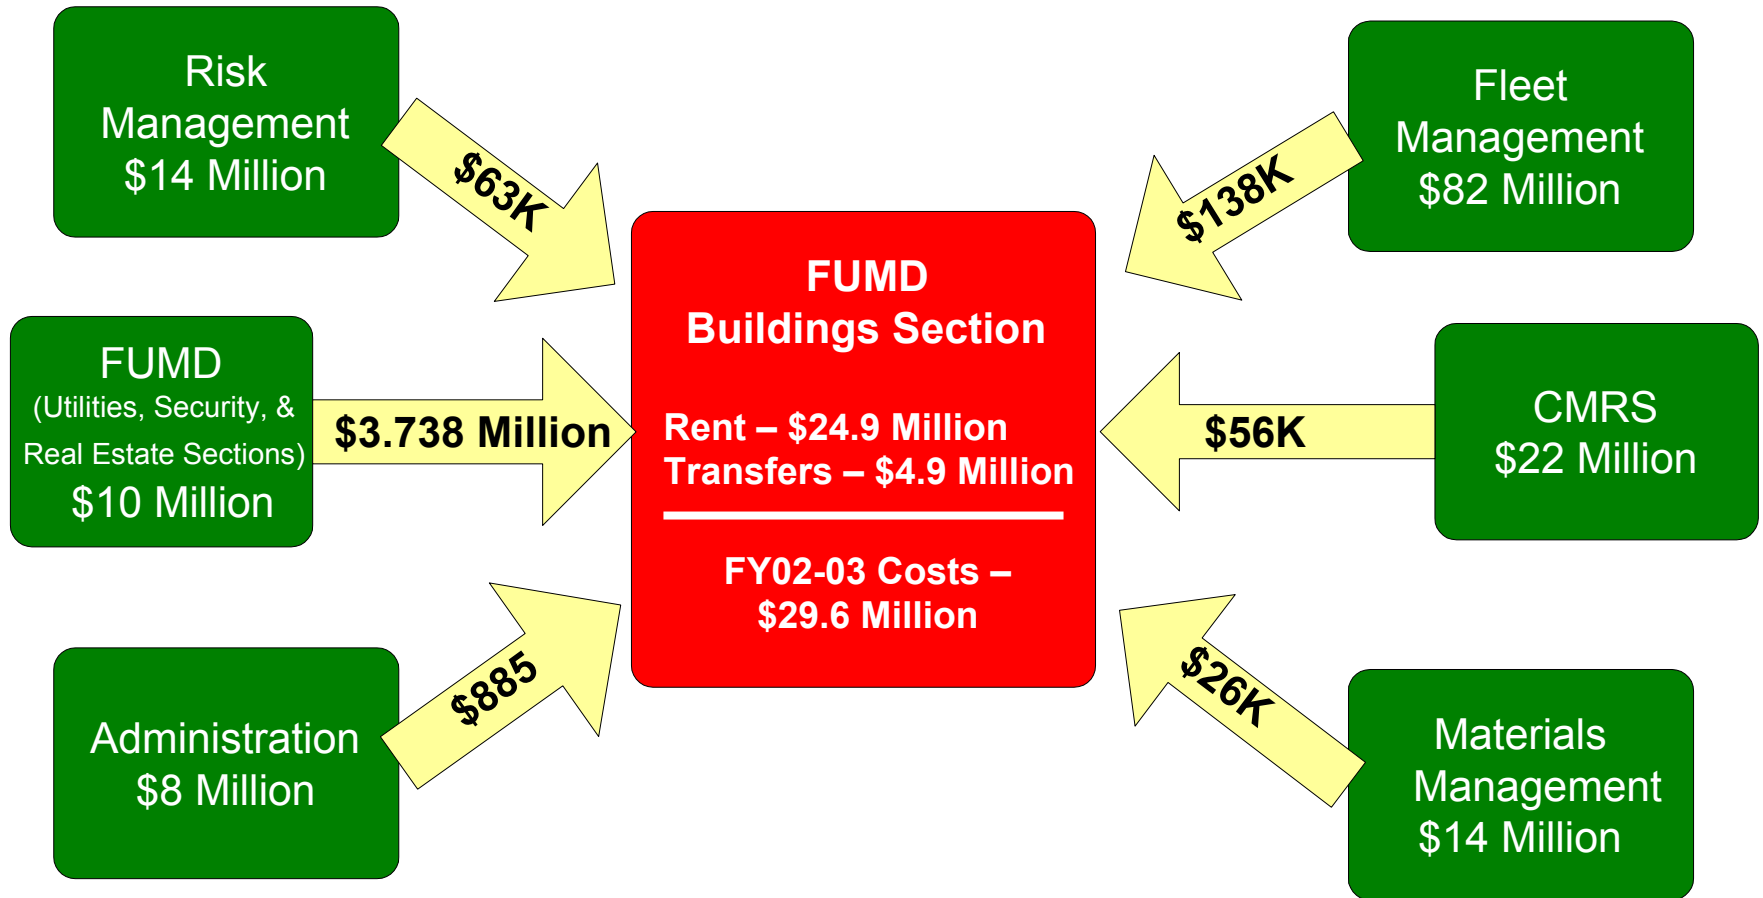 Risk
Management
$14 Million
$63K
Fleet
Management
$82 Million
$138K
FUMD
(Utilities, Security, &
Real Estate Sections)
$10 Million
$3.738 Million
FUMD
Buildings Section
Rent – $24.9 Million
Transfers – $4.9 Million
FY02-03 Costs –
$29.6 Million
$56K
CMRS
$22 Million
Administration
$8 Million
$885
$26K
Materials
Management
$14 Million